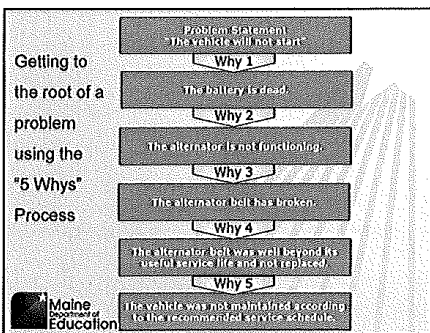 Getting to
the root of a
problem
using the
"5 Whys"
Process
Problem Statement
"The vehicle will not start"
Why 1
The battery is dead.
Why 2
The alternator is not functioning.
Why 3
The alternator belt has broken.
Why 4
The alternator belt was well beyond its
useful service life and not replaced.
Why 5
The vehicle was not maintained according
to the recommended service schedule.
Maine
Department of
Education